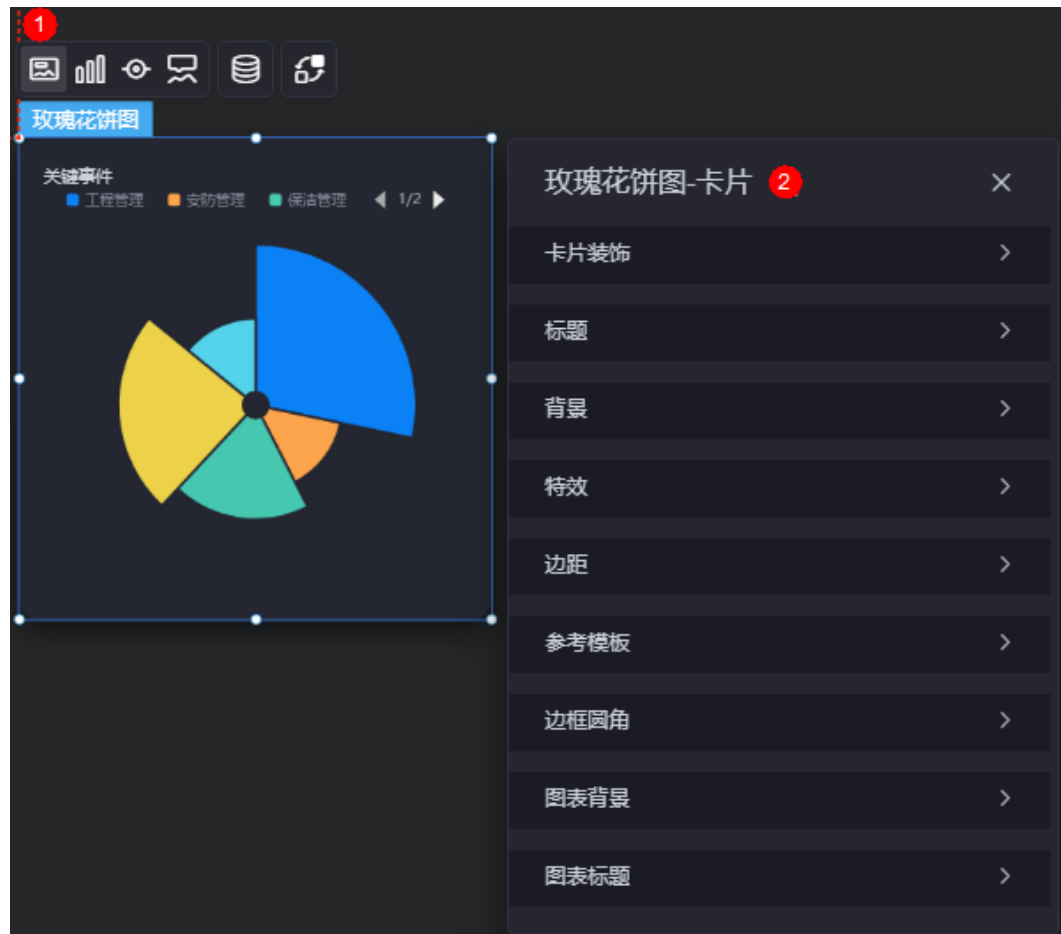 1
玫瑰花饼图
关键事件
工程管理 安防管理 保洁管理 1/2
玫瑰花饼图-卡片 2
卡片装饰
标题
背景
特效
边距
参考模板
边框圆角
图表背景
图表标题